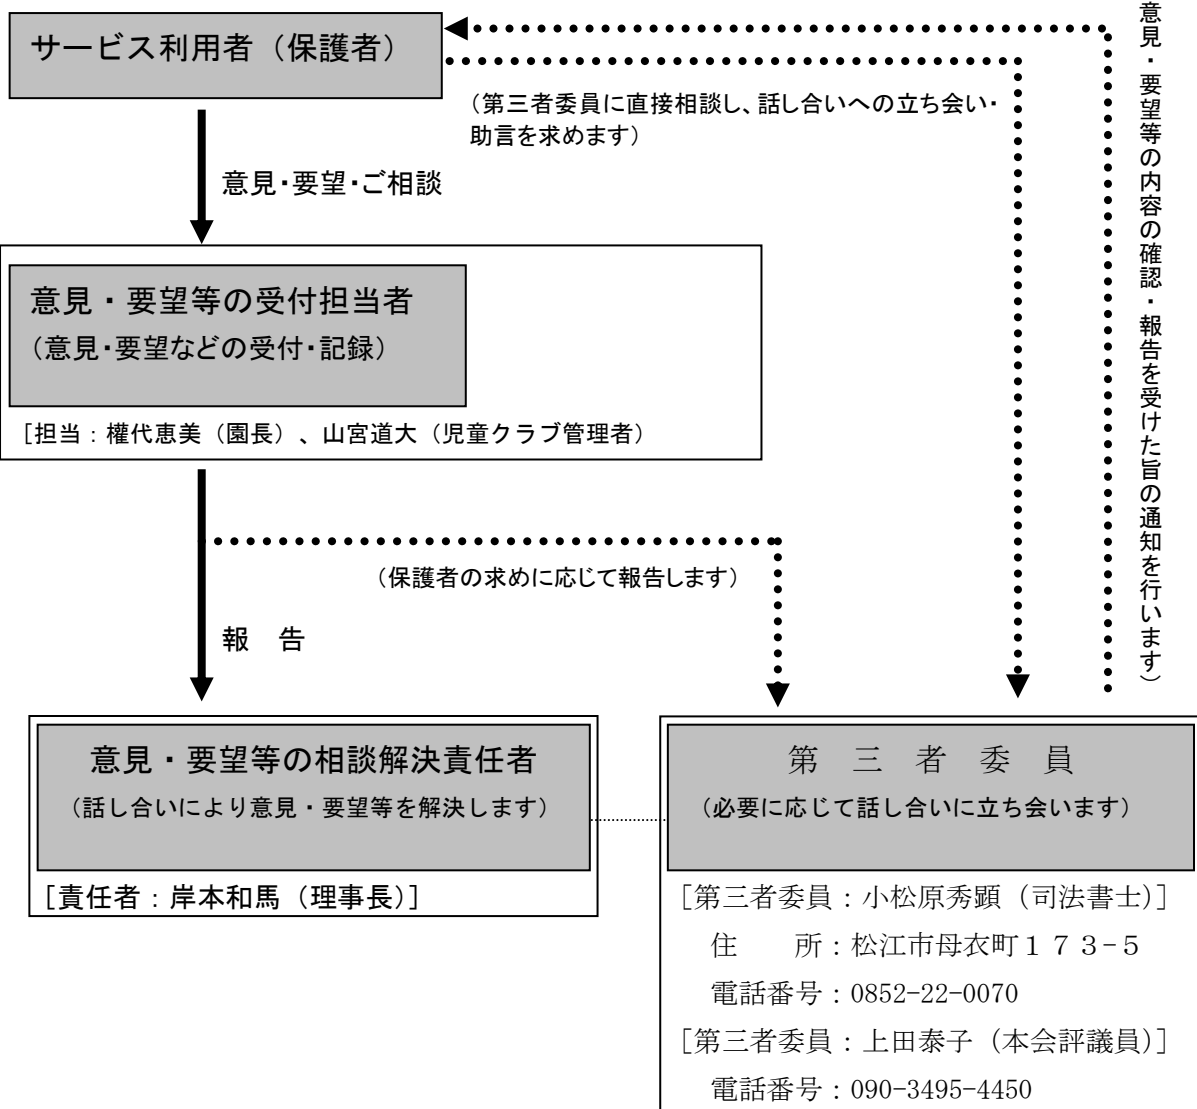 サービス利用者（保護者）
（第三者委員に直接相談し、話し合いへの立ち会い・
助言を求めます）
意見・要望等の内容の確認・報告を受けた旨の通知を行います）
意見・要望・ご相談
意見・要望等の受付担当者
（意見・要望などの受付・記録）
［担当：權代恵美（園長）、山宮道大（児童クラブ管理者）
（保護者の求めに応じて報告します）
報　告
意見・要望等の相談解決責任者
（話し合いにより意見・要望等を解決します）
［責任者：岸本和馬（理事長）］
第　三　者　委　員
（必要に応じて話し合いに立ち会います）
［第三者委員：小松原秀顕（司法書士）］
住　　所：松江市母衣町１７３-５
電話番号：0852-22-0070
［第三者委員：上田泰子（本会評議員）］
電話番号：090-3495-4450